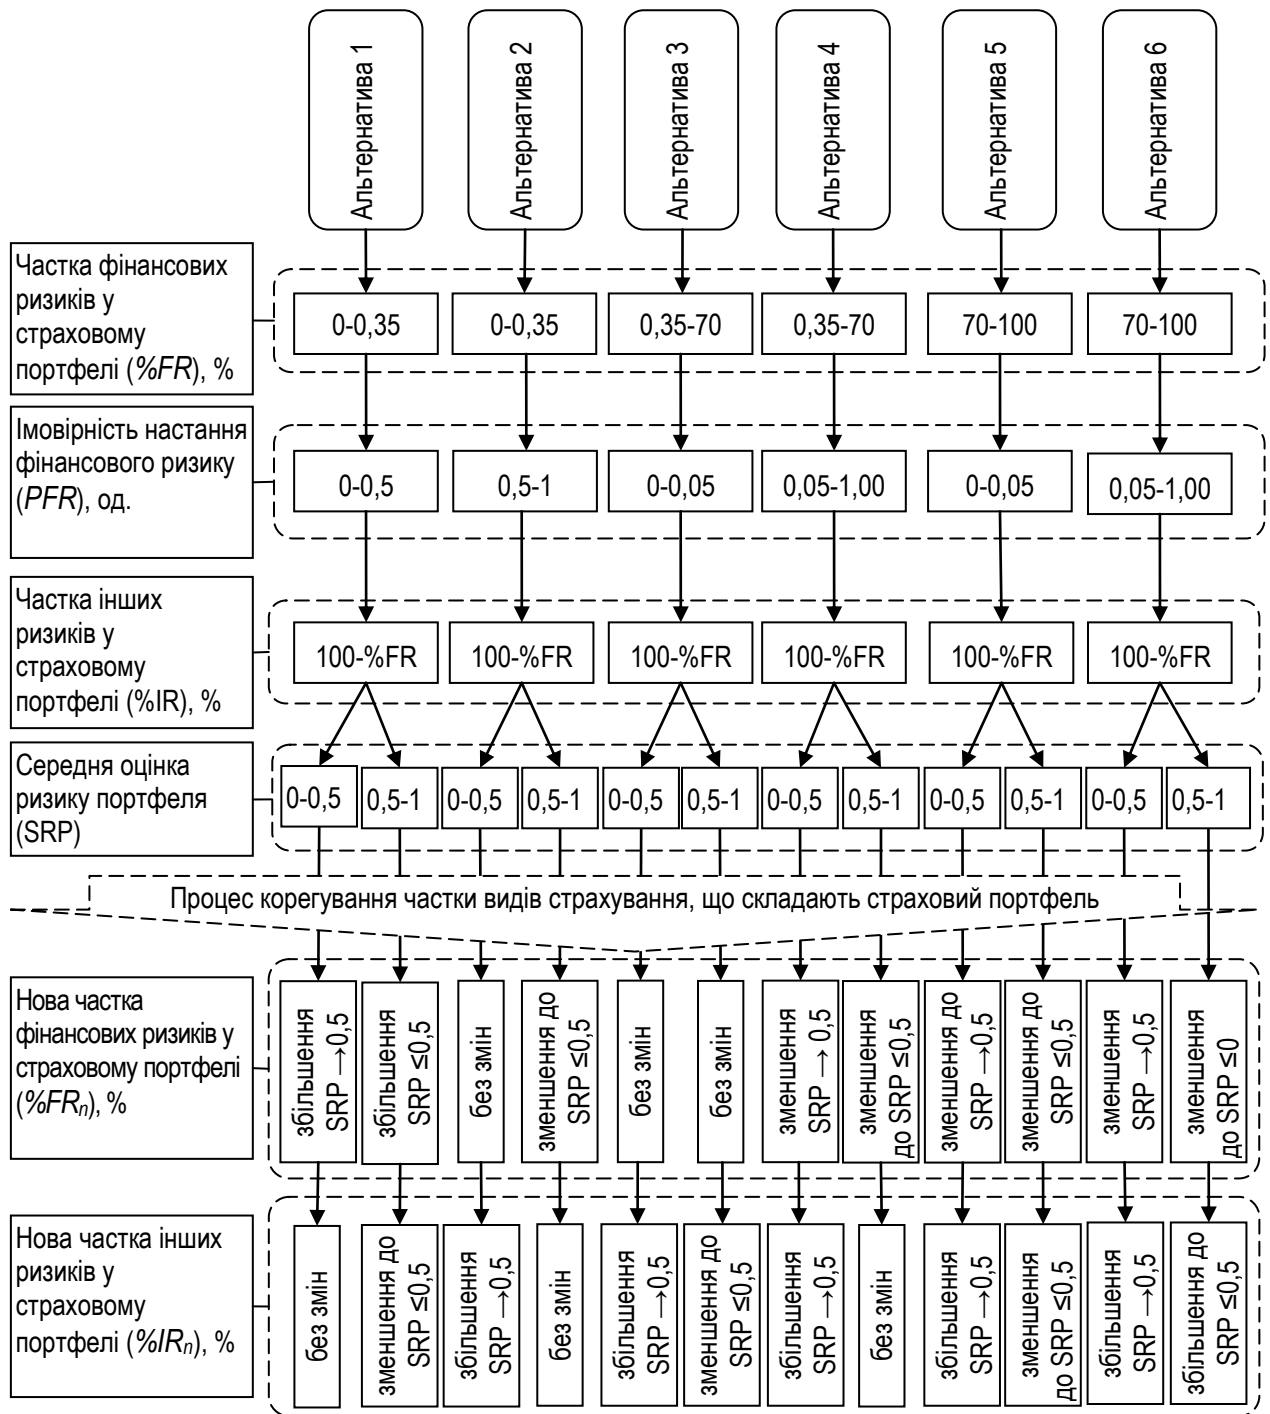 Альтернатива 1
Альтернатива 2
Альтернатива 3
Альтернатива 4
Альтернатива 5
Альтернатива 6
Частка фінансових
ризиків у
страховому
портфелі (%FR), %
0-0,35
0-0,35
0,35-70
0,35-70
70-100
70-100
Імовірність настання
фінансового ризику
(PFR), од.
0-0,5
0,5-1
0-0,05
0,05-1,00
0-0,05
0,05-1,00
Частка інших
ризиків у
страховому
портфелі (%IR), %
100-%FR
100-%FR
100-%FR
100-%FR
100-%FR
100-%FR
Середня оцінка
ризику портфеля
(SRP)
0-0,5
0,5-1
0-0,5
0,5-1
0-0,5
0,5-1
0-0,5
0,5-1
0-0,5
0,5-1
0-0,5
0,5-1
Процес корегування частки видів страхування, що складають страховий портфель
Нова частка
фінансових ризиків у
страховому портфелі
(%FRn), %
збільшення
SRP →0,5
збільшення
SRP ≤0,5
без змін
зменшення до
SRP ≤0,5
без змін
без змін
зменшення
SRP → 0,5
зменшення
до SRP ≤0,5
зменшення до
SRP →0,5
зменшення до
SRP ≤0,5
зменшення
SRP →0,5
зменшення
до SRP ≤0
Нова частка інших
ризиків у
страховому
портфелі (%IRn), %
без змін
зменшення до
SRP ≤0,5
збільшення
SRP →0,5
без змін
збільшення
SRP →0,5
зменшення до
SRP ≤0,5
збільшення
SRP →0,5
без змін
збільшення
SRP →0,5
зменшення
до SRP ≤0,5
збільшення
SRP →0,5
збільшення до
SRP ≤0,5